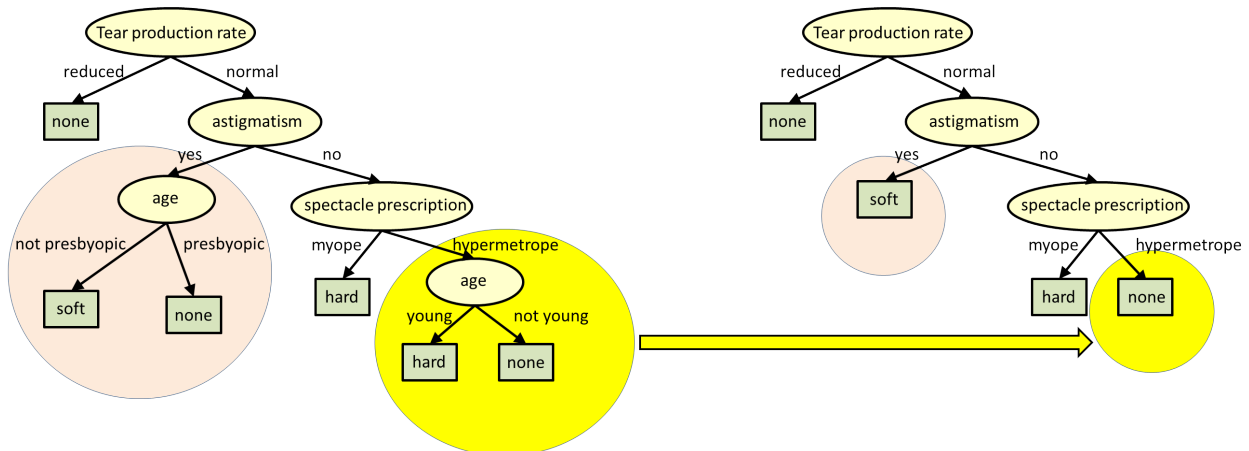 Tear production rate
reduced
normal
none
astigmatism
yes
no
age
spectacle prescription
not presbyopic
presbyopic
myope
hypermetrope
soft
none
hard
age
young
not young
hard
none
Tear production rate
reduced
normal
none
astigmatism
yes
no
soft
spectacle prescription
myope
hypermetrope
hard
none